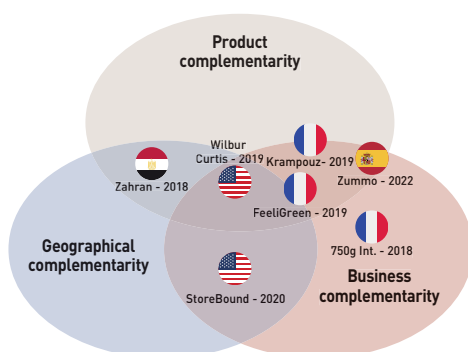 Product
complementarity
Wilbur
Curtis - 2019
Krampouz- 2019
Zahran - 2018
Zummo - 2022
FeeliGreen - 2019
Geographical
complementarity
750g Int. - 2018
Business
complementarity
StoreBound - 2020